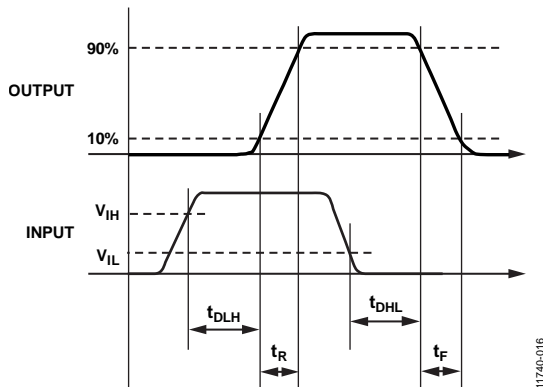 90%
OUTPUT
10%
VIH
INPUT
VIL
tDLH
tDHL
tR
tF
11740-016